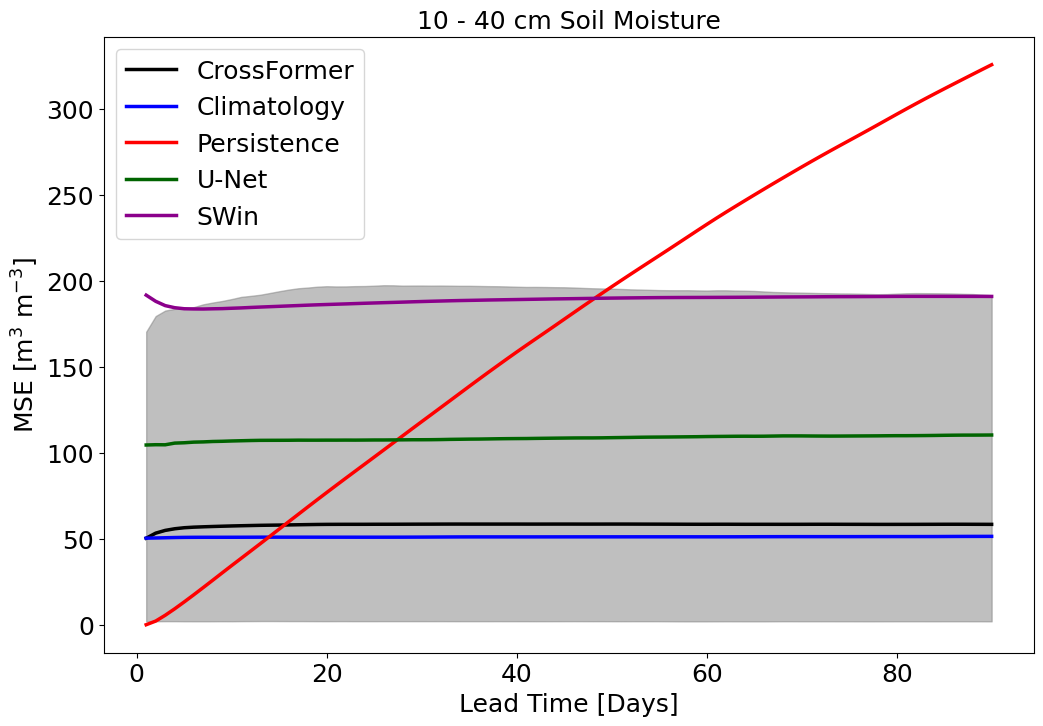 10 - 40 cm Soil Moisture
CrossFormer
Climatology
Persistence
U-Net
SWin
MSE [m³ m⁻³]
300
250
200
150
100
50
0
0 20 40 60 80
Lead Time [Days]